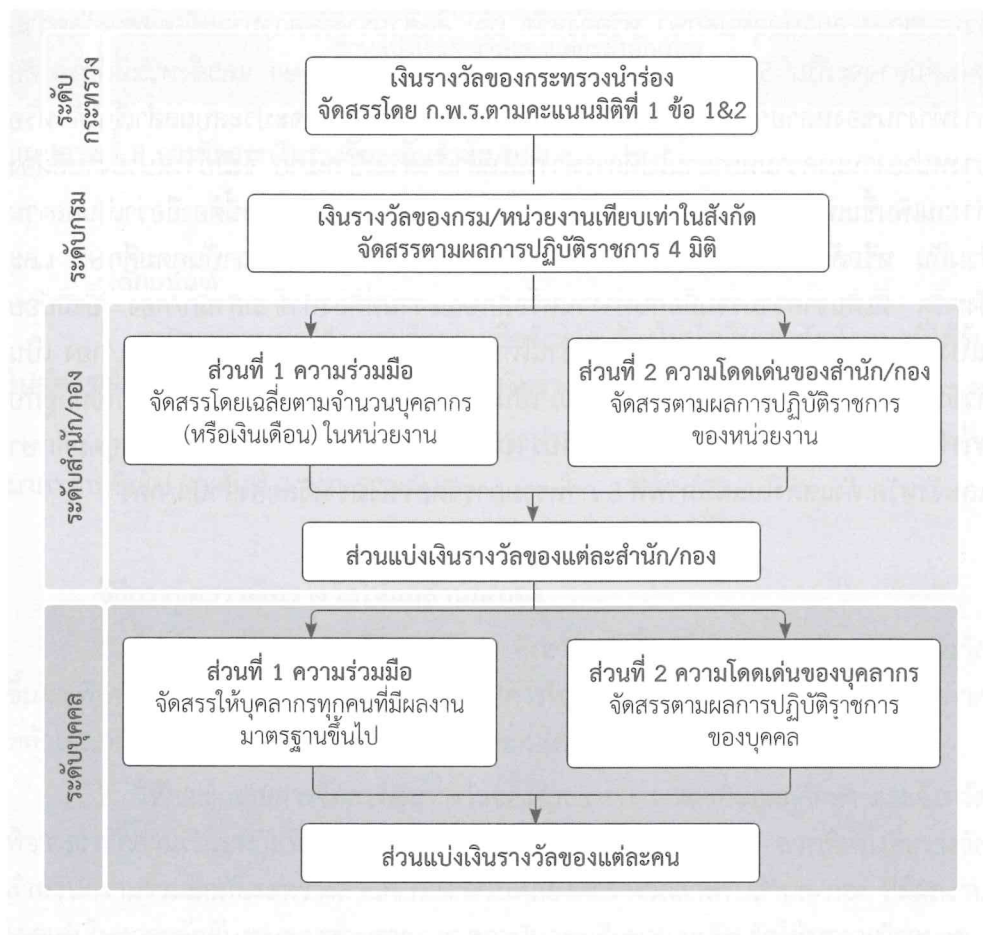 ระดับ
กระทรวง
เงินรางวัลของกระทรวงนำร่อง
จัดสรรโดย ก.พ.ร.ตามคะแนนมิติที่ 1 ข้อ 1&2
ระดับกรม
เงินรางวัลของกรม/หน่วยงานเทียบเท่าในสังกัด
จัดสรรตามผลการปฏิบัติราชการ 4 มิติ
ระดับสำนัก/กอง
ส่วนที่ 1 ความร่วมมือ
จัดสรรโดยเฉลี่ยตามจำนวนบุคลากร
(หรือเงินเดือน) ในหน่วยงาน
ส่วนที่ 2 ความโดดเด่นของสำนัก/กอง
จัดสรรตามผลการปฏิบัติราชการ
ของหน่วยงาน
ส่วนแบ่งเงินรางวัลของแต่ละสำนัก/กอง
ระดับบุคคล
ส่วนที่ 1 ความร่วมมือ
จัดสรรให้บุคลากรทุกคนที่มีผลงาน
มาตรฐานขึ้นไป
ส่วนที่ 2 ความโดดเด่นของบุคลากร
จัดสรรตามผลการปฏิบัติราชการ
ของบุคคล
ส่วนแบ่งเงินรางวัลของแต่ละคน